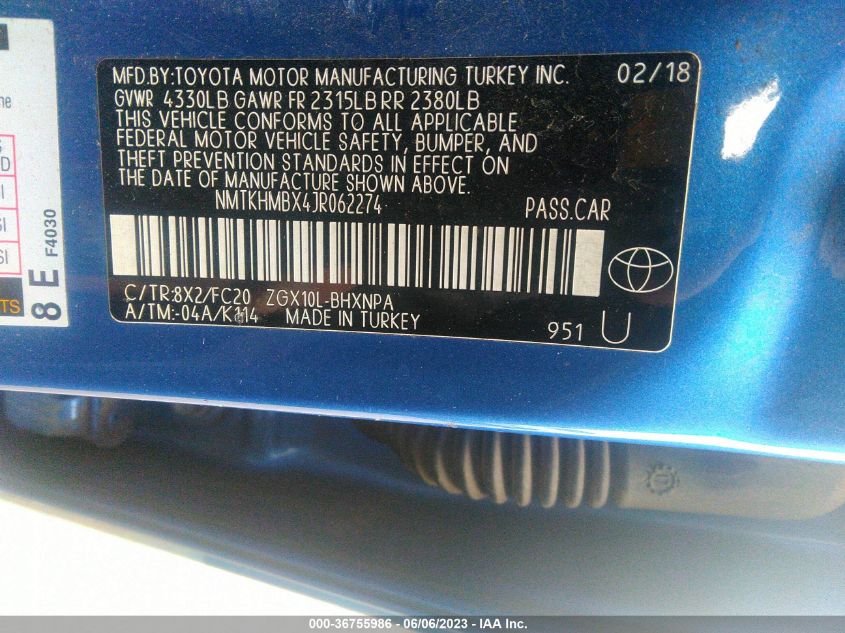 MFD.BY:TOYOTA MOTOR MANUFACTURING TURKEY INC. 02/18
GVWR 4330LB GAWR FR 2315LB RR 2380LB
THIS VEHICLE CONFORMS TO ALL APPLICABLE
FEDERAL MOTOR VEHICLE SAFETY, BUMPER, AND
THEFT PREVENTION STANDARDS IN EFFECT ON
THE DATE OF MANUFACTURE SHOWN ABOVE.
NMTKHMBX4JR062274 PASS.CAR
C/TR:8X2/FC20 ZGX10L-BHXNPA
A/TM:-04A/K114 MADE IN TURKEY
951 U
8 E F4030
000-36755986 - 06/06/2023 - IAAI.com.